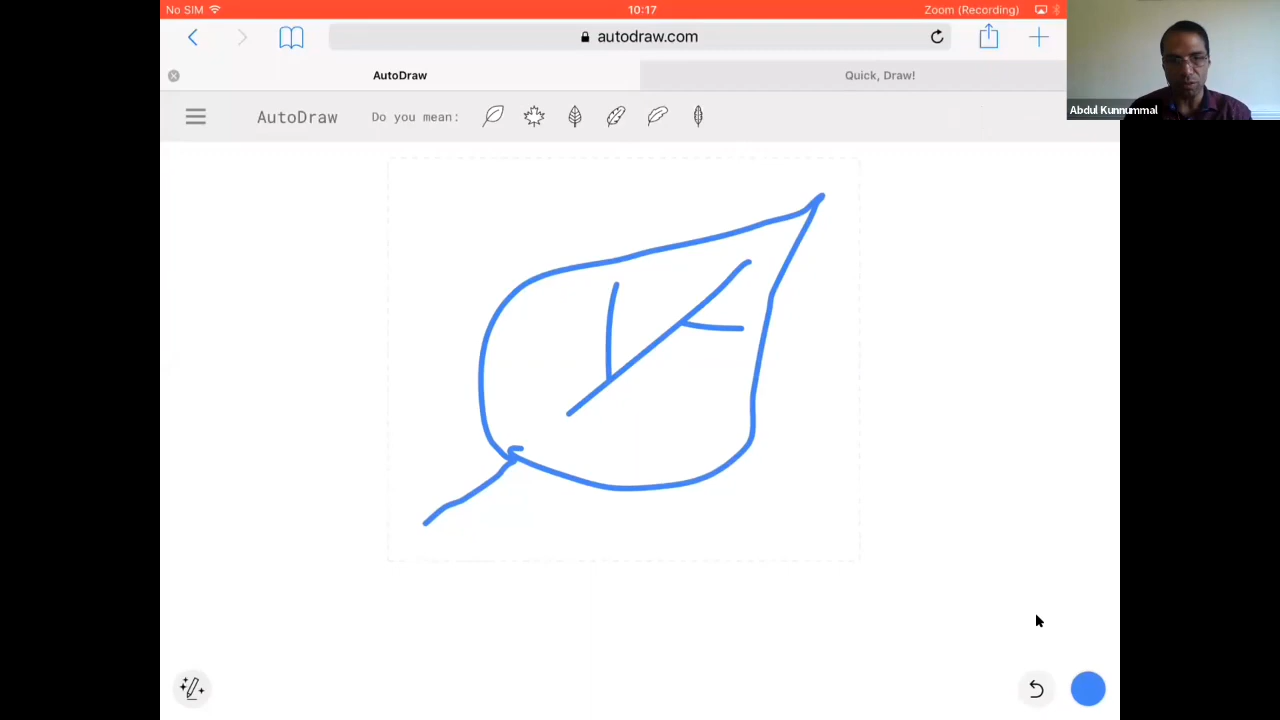 No SIM 10:17 Zoom (Recording)
autodraw.com
AutoDraw Quick, Draw!
AutoDraw Do you mean:
Abdul Kunnummal